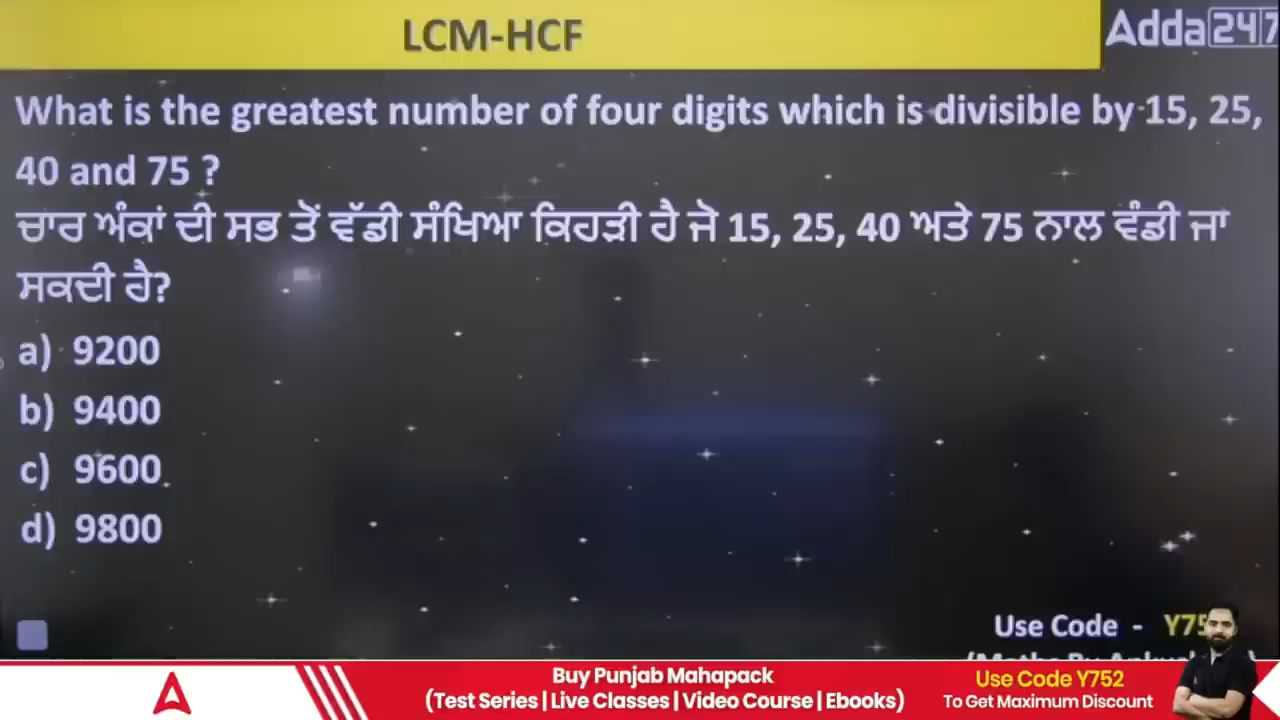 LCM-HCF
Adda247
What is the greatest number of four digits which is divisible by 15, 25,
40 and 75 ?
ਚਾਰ ਅੰਕਾਂ ਦੀ ਸਭ ਤੋਂ ਵੱਡੀ ਸੰਖਿਆ ਕਿਹੜੀ ਹੈ ਜੋ 15, 25, 40 ਅਤੇ 75 ਨਾਲ ਵੰਡੀ ਜਾ
ਸਕਦੀ ਹੈ?
a) 9200
b) 9400
c) 9600
d) 9800
Use Code - Y75
Buy Punjab Mahapack
(Test Series | Live Classes | Video Course | Ebooks)
Use Code Y752
To Get Maximum Discount